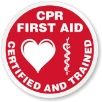 CPR
FIRST AID
CERTIFIED AND TRAINED